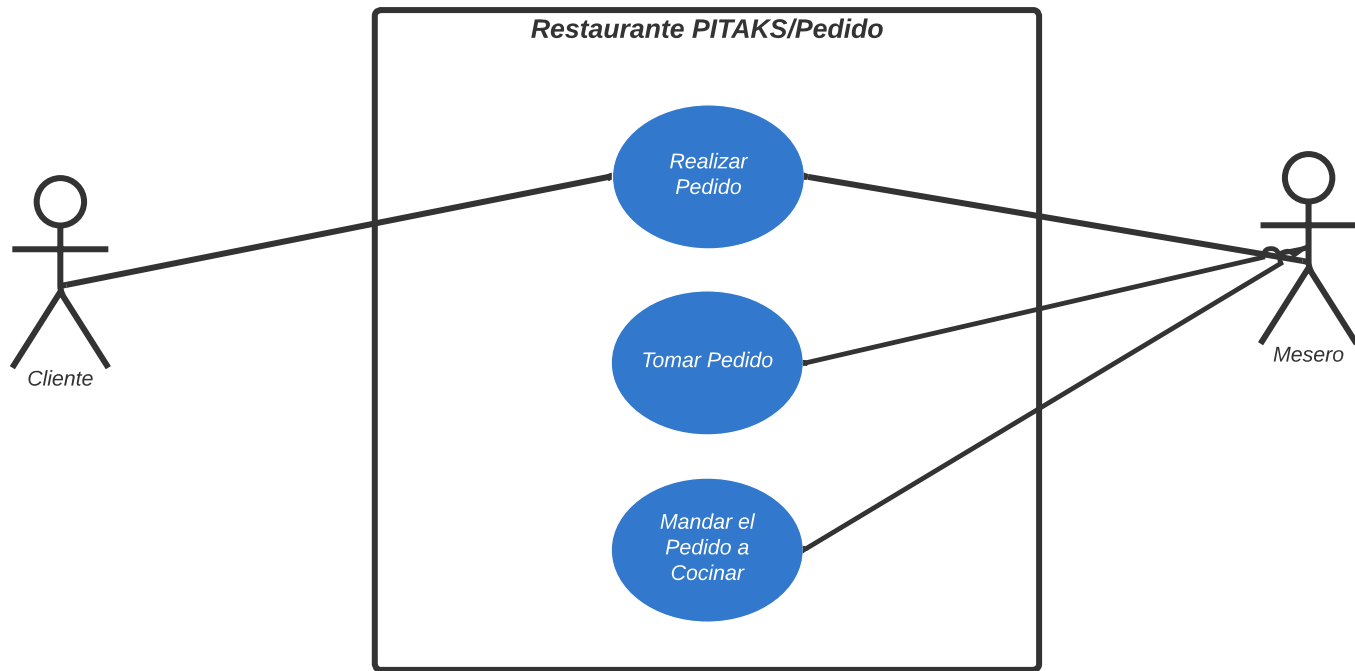 Restaurante PITAKS/Pedido
Realizar
Pedido
Cliente
Mesero
Tomar Pedido
Mandar el
Pedido a
Cocinar